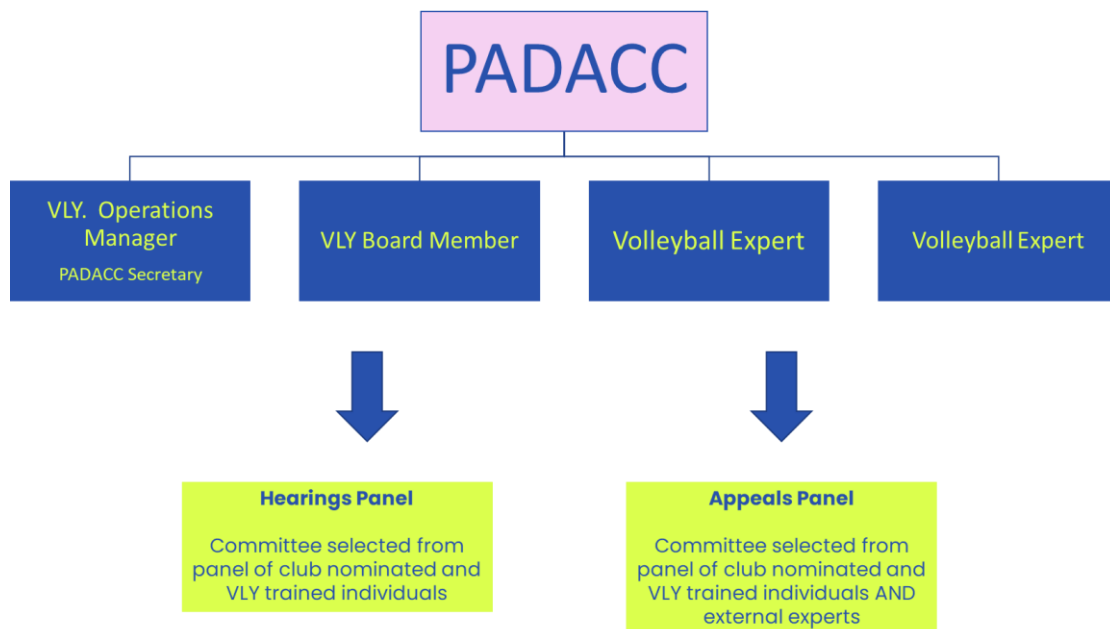 PADACC
VLY. Operations
Manager
PADACC Secretary
VLY Board Member
Volleyball Expert
Volleyball Expert
Hearings Panel
Committee selected from
panel of club nominated and
VLY trained individuals
Appeals Panel
Committee selected from
panel of club nominated and
VLY trained individuals AND
external experts